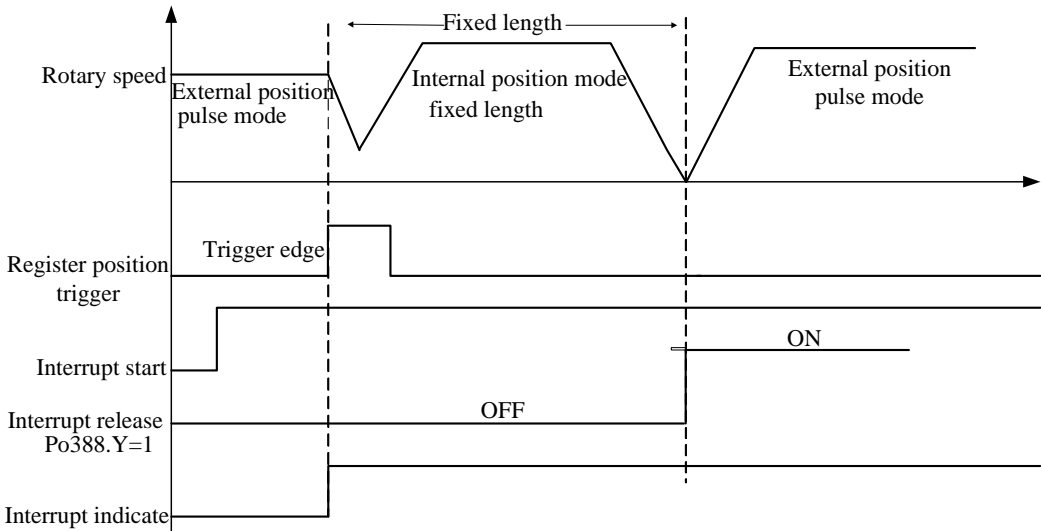 Fixed length
Rotary speed
External position
pulse mode
Internal position mode
fixed length
External position
pulse mode
Trigger edge
Register position
trigger
Interrupt start
ON
Interrupt release
Po388.Y=1
OFF
Interrupt indicate